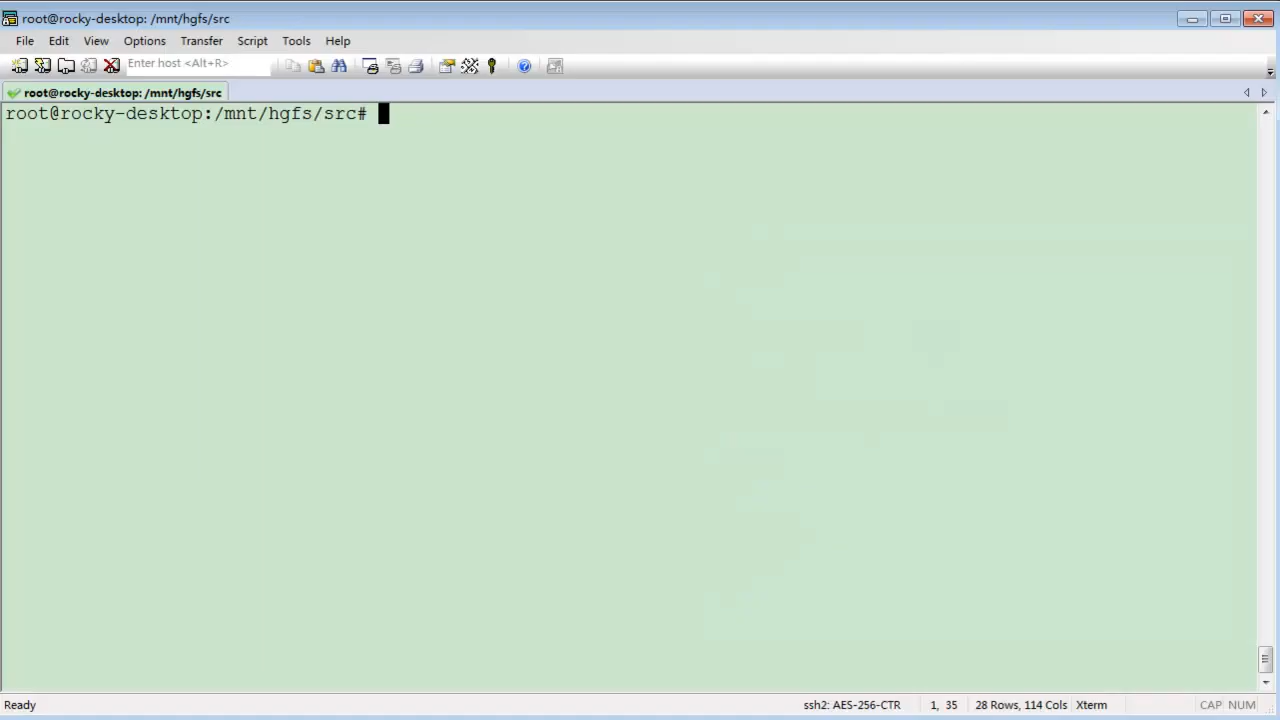 root@rocky-desktop: /mnt/hgfs/src
File Edit View Options Transfer Script Tools Help
Enter host <Alt+R>
root@rocky-desktop: /mnt/hgfs/src
root@rocky-desktop:/mnt/hgfs/src#
Ready ssh2: AES-256-CTR 1, 35 28 Rows, 114 Cols Xterm CAP NUM